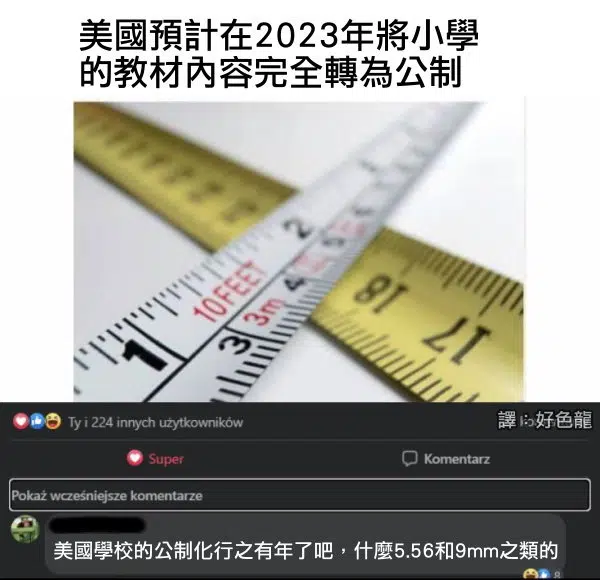 美國預計在2023年將小學
的教材內容完全轉為公制
2
10FEET
3m
4
5
6
1
3
18
17
Ty i 224 innych użytkowników
譯：好色龍
Super
Komentarz
Pokaż wcześniejsze komentarze
美國學校的公制化行之有年了吧，什麼5.56和9mm之類的
8